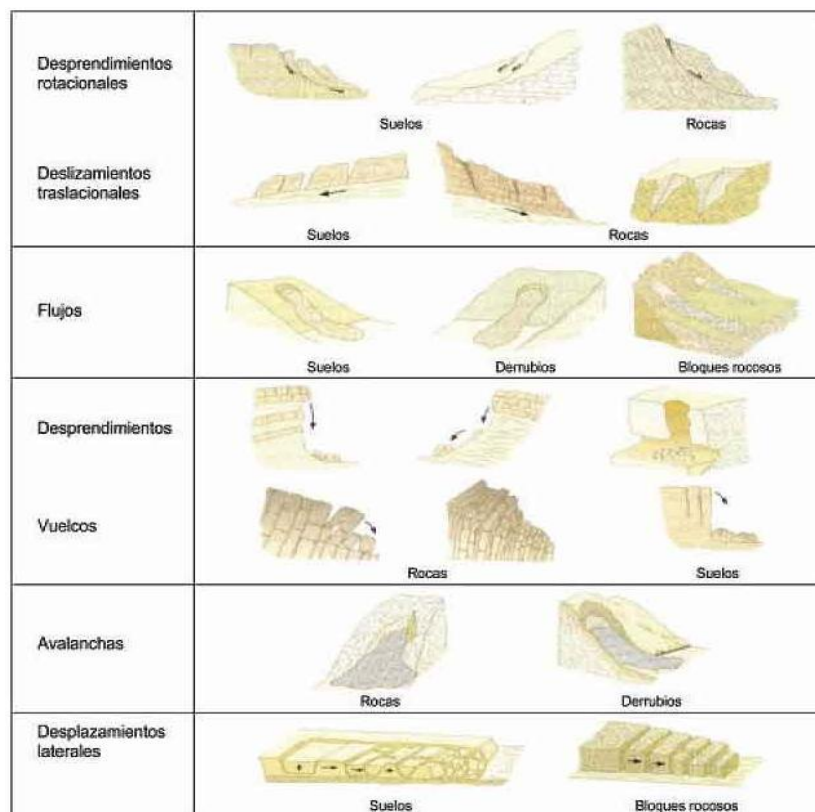 Desprendimientos
rotacionales
Suelos
Rocas
Deslizamientos
traslacionales
Suelos
Rocas
Flujos
Suelos
Derrubios
Bloques rocosos
Desprendimientos
Vuelcos
Rocas
Suelos
Avalanchas
Rocas
Derrubios
Desplazamientos
laterales
Suelos
Bloques rocosos